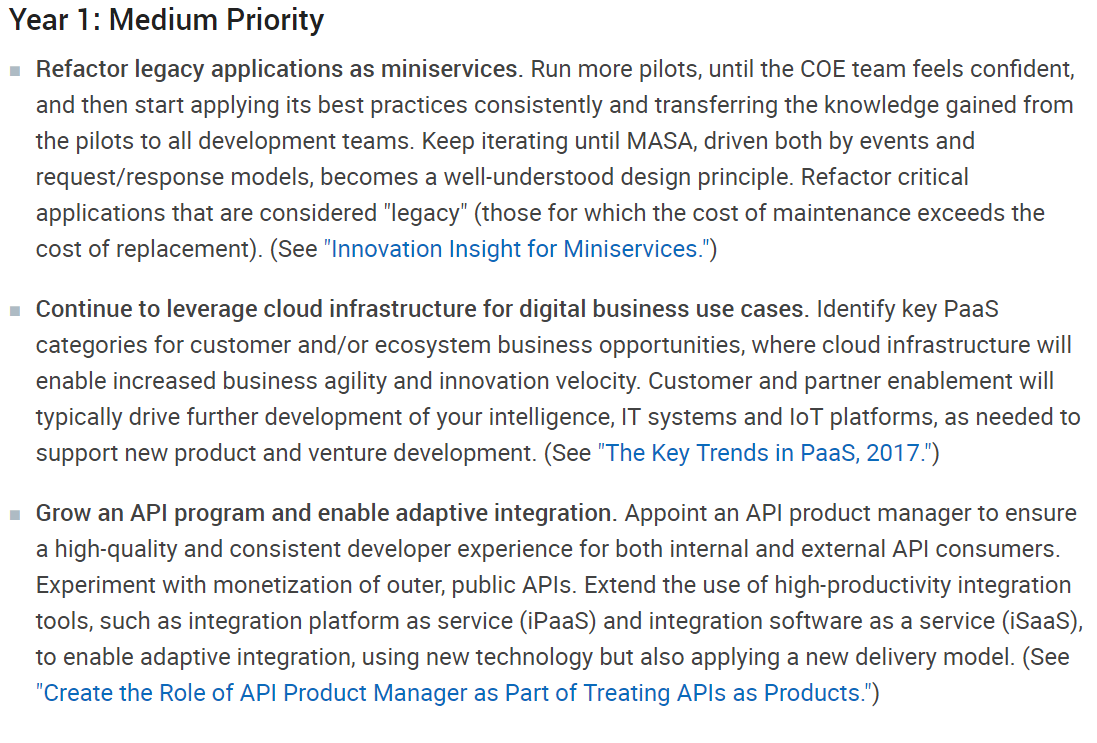 Year 1: Medium Priority
Refactor legacy applications as miniservices. Run more pilots, until the COE team feels confident,
and then start applying its best practices consistently and transferring the knowledge gained from
the pilots to all development teams. Keep iterating until MASA, driven both by events and
request/response models, becomes a well-understood design principle. Refactor critical
applications that are considered "legacy" (those for which the cost of maintenance exceeds the
cost of replacement). (See "Innovation Insight for Miniservices.")
Continue to leverage cloud infrastructure for digital business use cases. Identify key PaaS
categories for customer and/or ecosystem business opportunities, where cloud infrastructure will
enable increased business agility and innovation velocity. Customer and partner enablement will
typically drive further development of your intelligence, IT systems and IoT platforms, as needed to
support new product and venture development. (See "The Key Trends in PaaS, 2017.")
Grow an API program and enable adaptive integration. Appoint an API product manager to ensure
a high-quality and consistent developer experience for both internal and external API consumers.
Experiment with monetization of outer, public APIs. Extend the use of high-productivity integration
tools, such as integration platform as service (iPaaS) and integration software as a service (iSaaS),
to enable adaptive integration, using new technology but also applying a new delivery model. (See
"Create the Role of API Product Manager as Part of Treating APIs as Products.")